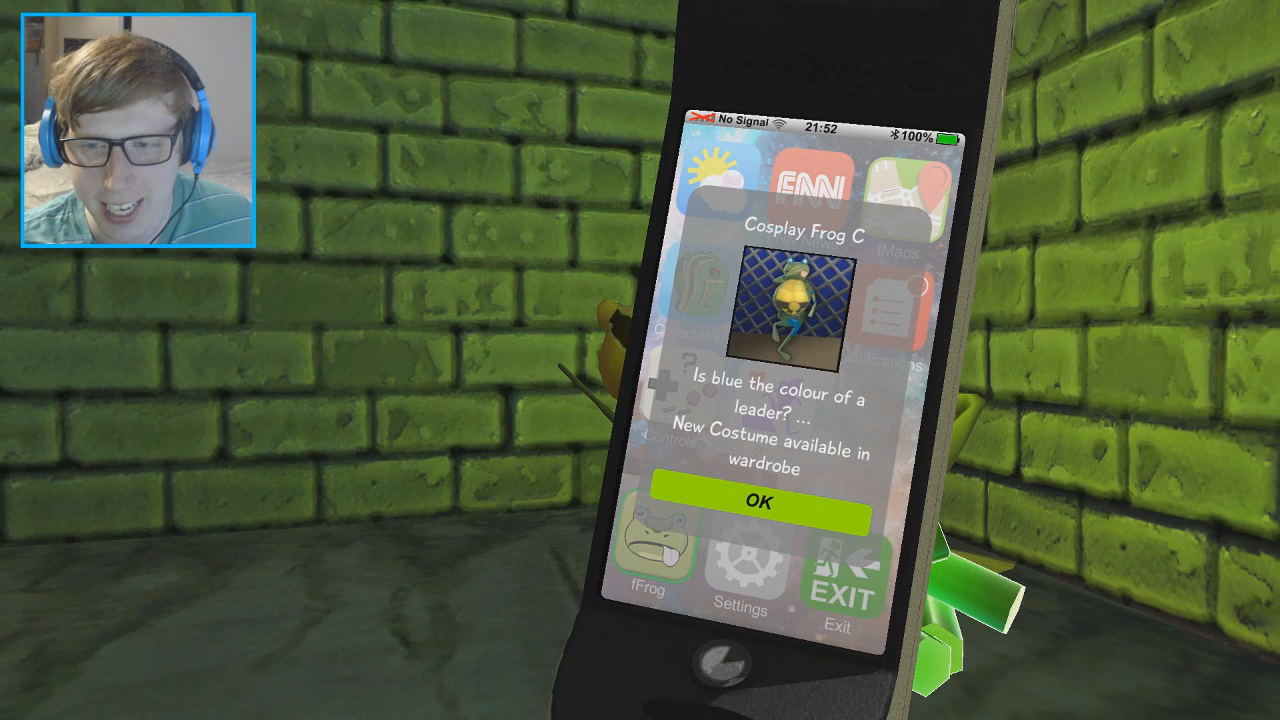 No Signal 21:52 100%
FNN
fMaps
Cosplay Frog C
Is blue the colour of a
leader? ...
New Costume available in
wardrobe
Controls?
OK
EXIT
fFrog
Settings
Exit